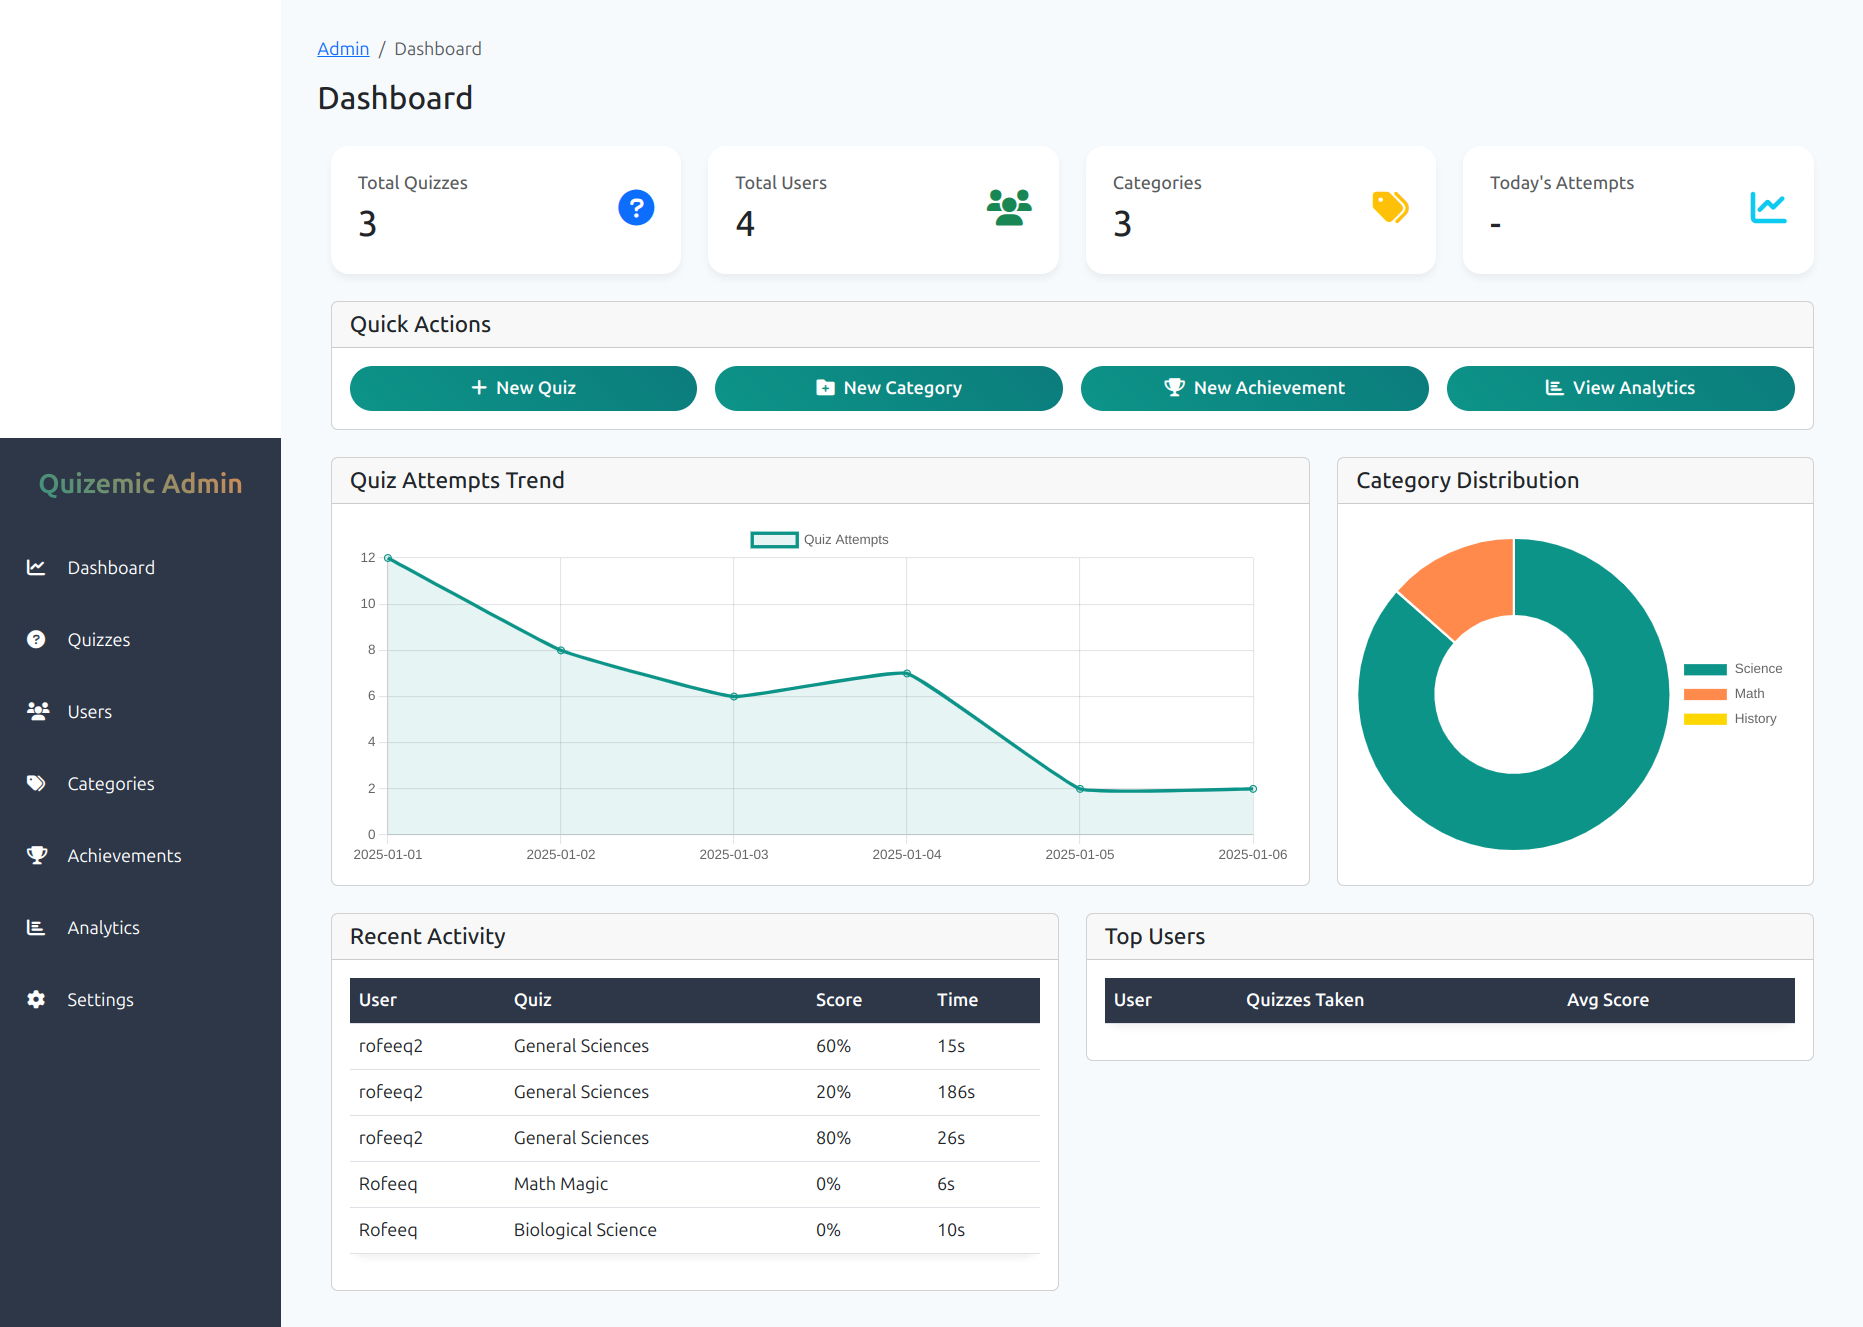 Admin / Dashboard
Dashboard
Total Quizzes
3
Total Users
4
Categories
3
Today's Attempts
-
Quick Actions
New Quiz
New Category
New Achievement
View Analytics
Quizemic Admin
Dashboard
Quizzes
Users
Categories
Achievements
Analytics
Settings
Quiz Attempts Trend
Quiz Attempts
12
10
8
6
4
2
0
2025-01-01 2025-01-02 2025-01-03 2025-01-04 2025-01-05 2025-01-06
Category Distribution
Science
Math
History
Recent Activity
User Quiz Score Time
rofeeq2 General Sciences 60% 15s
rofeeq2 General Sciences 20% 186s
rofeeq2 General Sciences 80% 26s
Rofeeq Math Magic 0% 6s
Rofeeq Biological Science 0% 10s
Top Users
User Quizzes Taken Avg Score